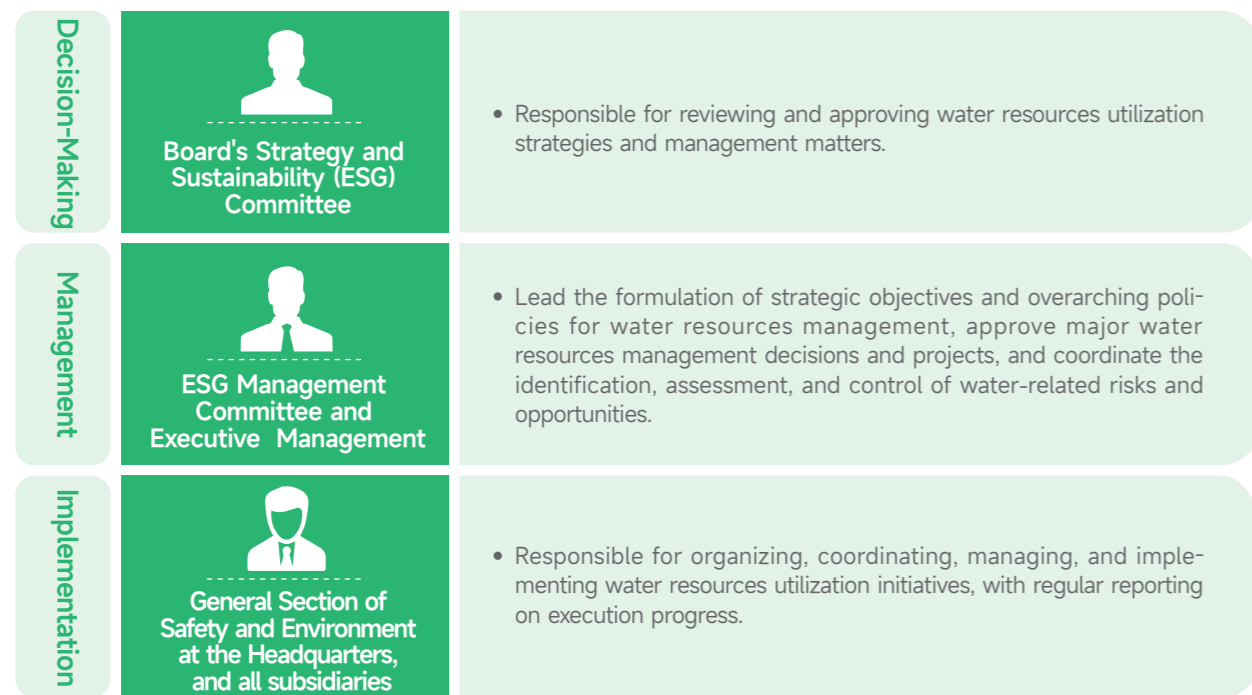 Decision-Making
Board's Strategy and
Sustainability (ESG)
Committee
• Responsible for reviewing and approving water resources utilization
strategies and management matters.
Management
ESG Management
Committee and
Executive Management
• Lead the formulation of strategic objectives and overarching poli-
cies for water resources management, approve major water
resources management decisions and projects, and coordinate the
identification, assessment, and control of water-related risks and
opportunities.
Implementation
General Section of
Safety and Environment
at the Headquarters,
and all subsidiaries
• Responsible for organizing, coordinating, managing, and imple-
menting water resources utilization initiatives, with regular reporting
on execution progress.